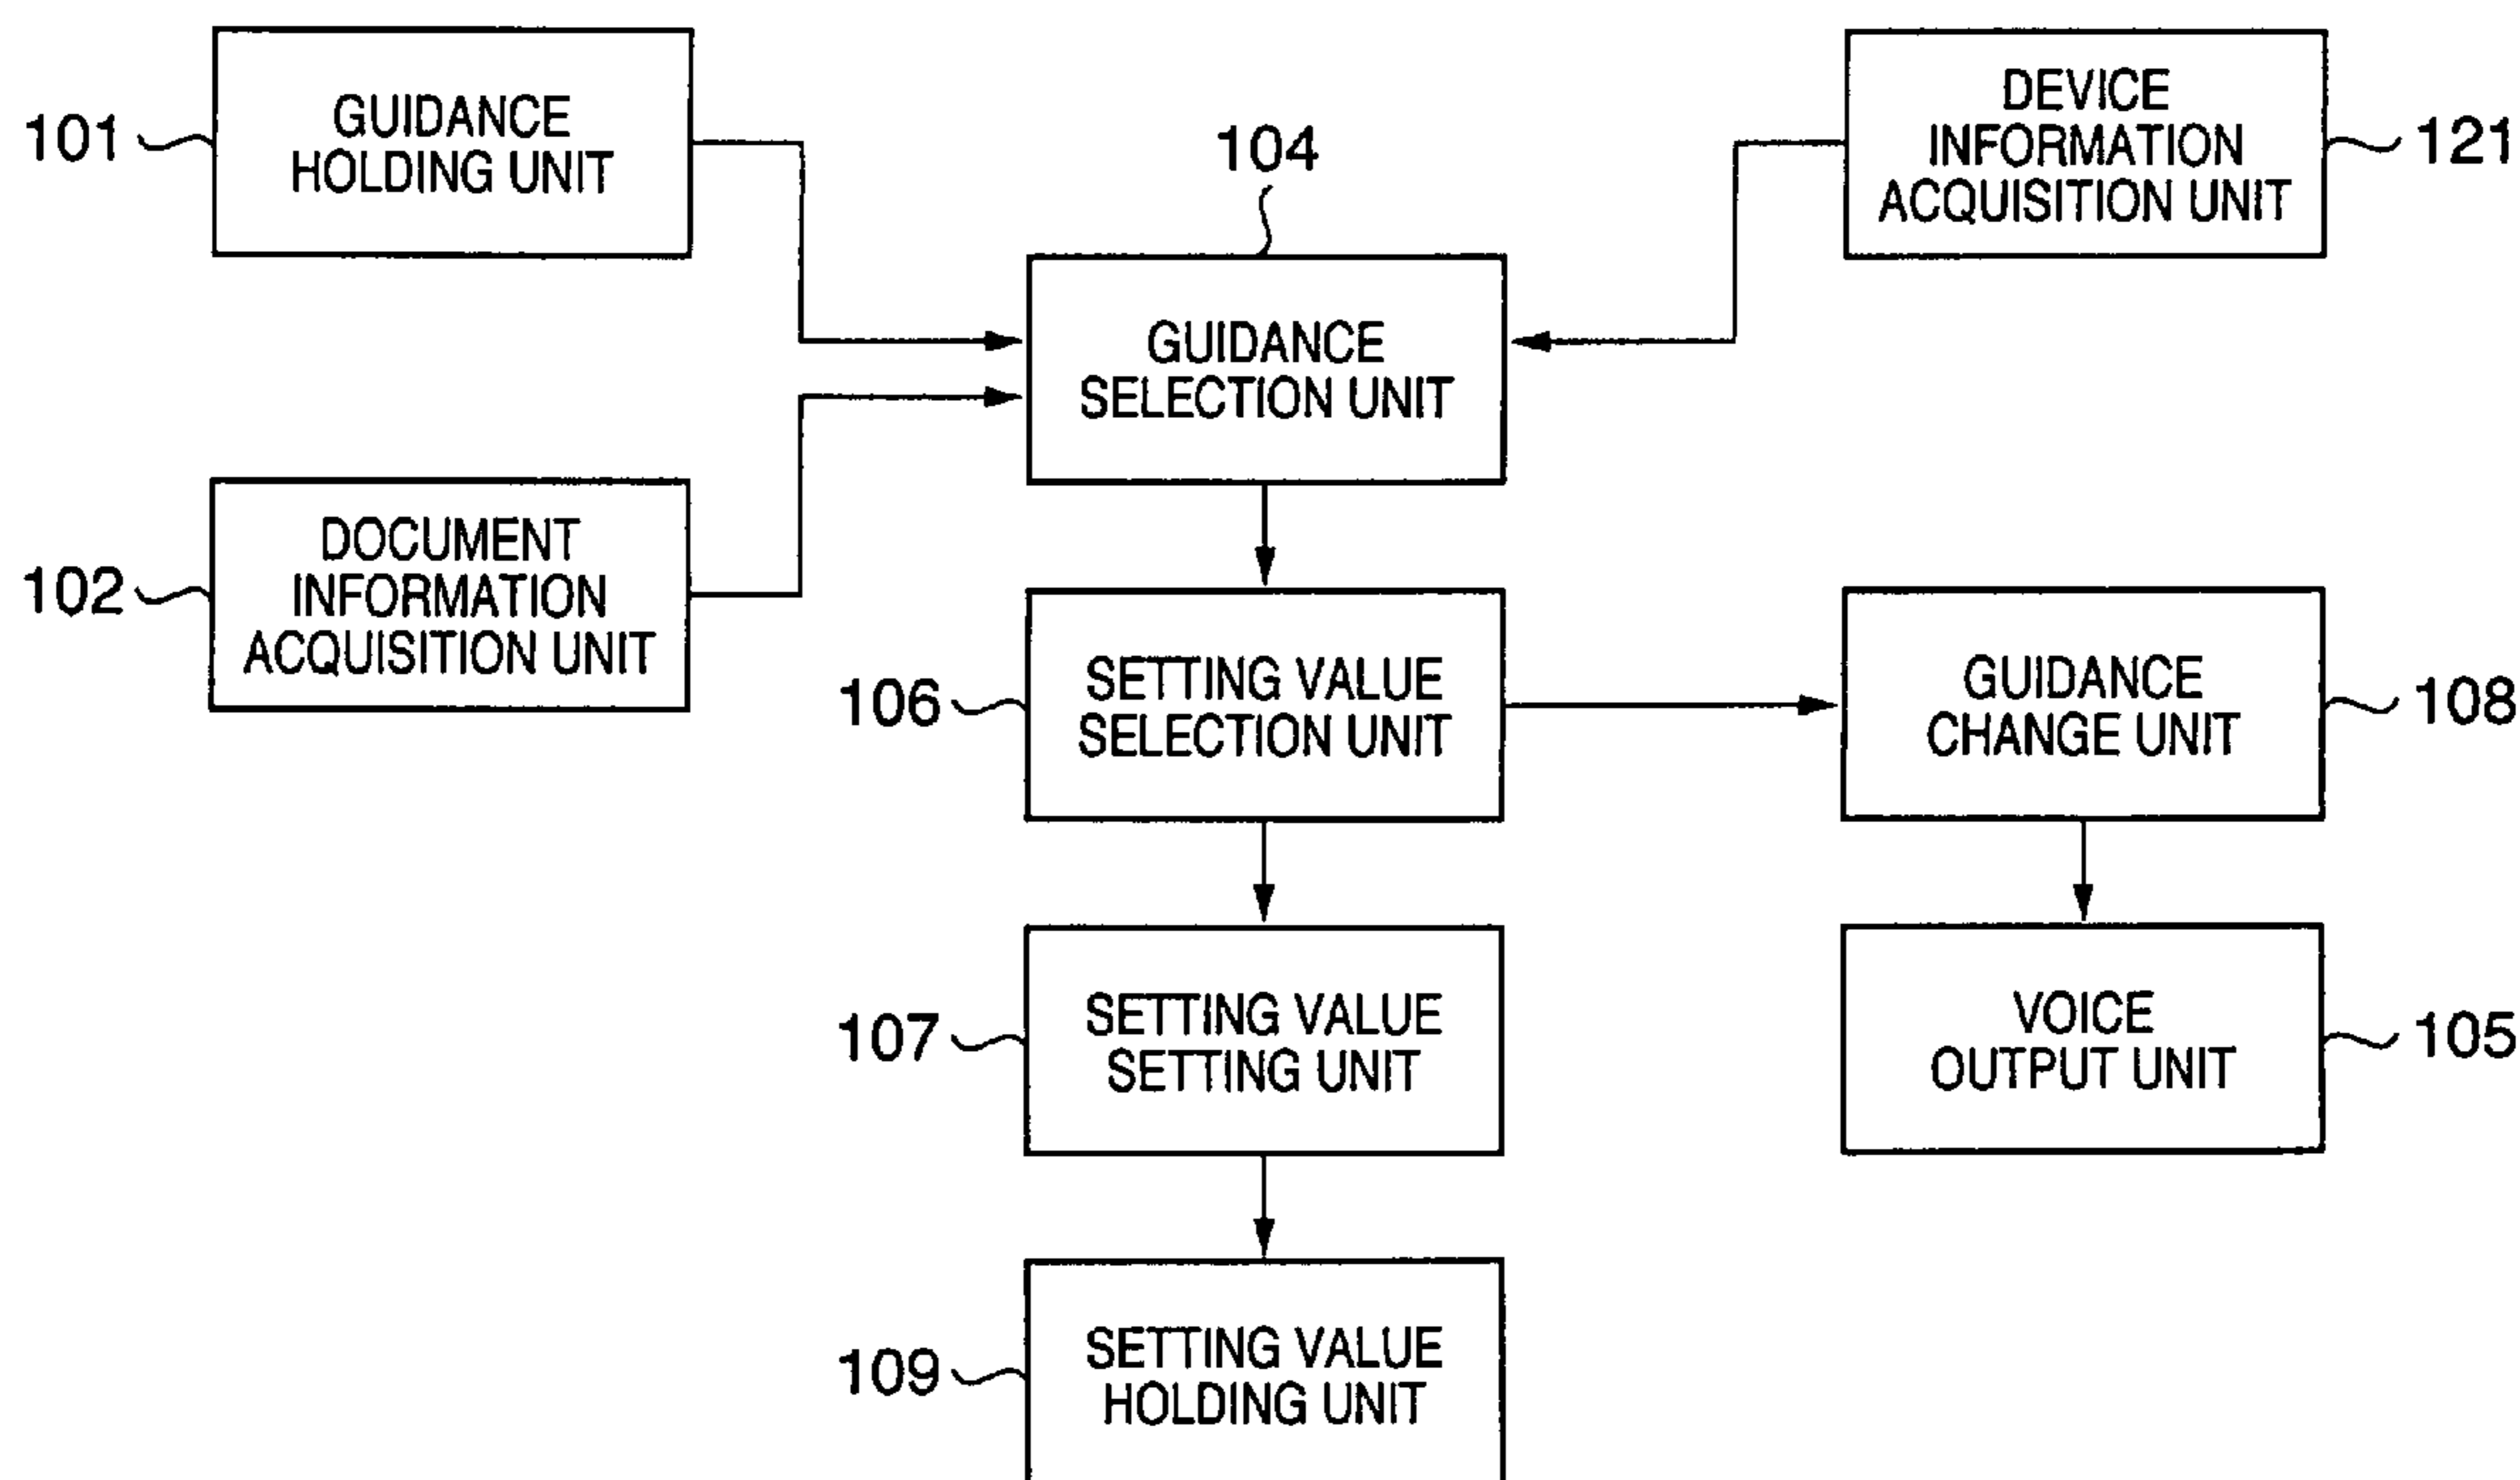 101
GUIDANCE
HOLDING UNIT
104
DEVICE
INFORMATION
ACQUISITION UNIT
121
GUIDANCE
SELECTION UNIT
102
DOCUMENT
INFORMATION
ACQUISITION UNIT
106
SETTING VALUE
SELECTION UNIT
GUIDANCE
CHANGE UNIT
108
107
SETTING VALUE
SETTING UNIT
VOICE
OUTPUT UNIT
105
109
SETTING VALUE
HOLDING UNIT